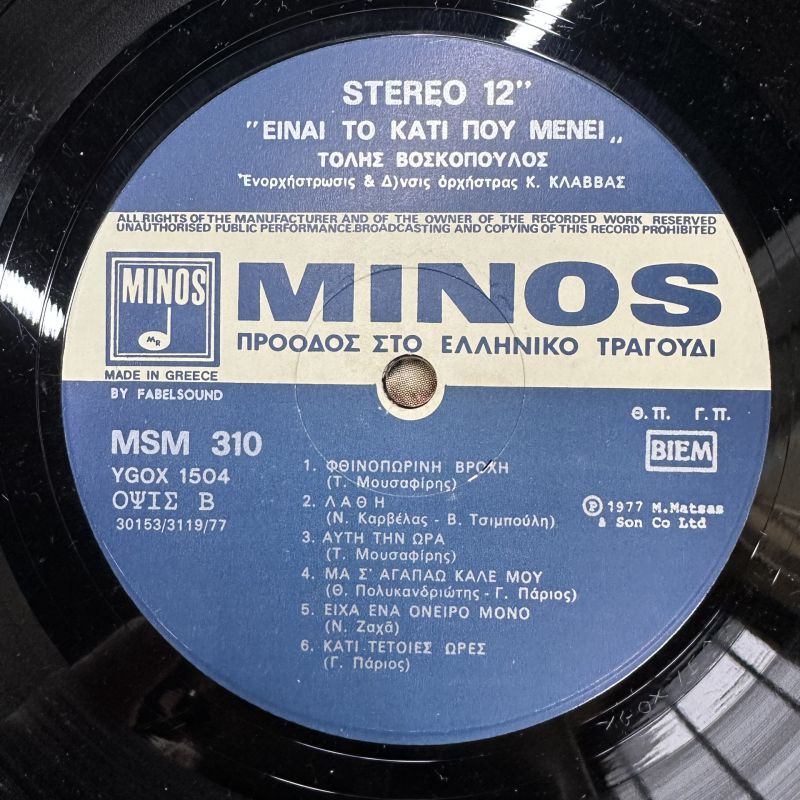 STEREO 12"
"ΕΙΝΑΙ ΤΟ ΚΑΤΙ ΠΟΥ ΜΕΝΕΙ„
ΤΟΛΗΣ ΒΟΣΚΟΠΟΥΛΟΣ
Ἐνορχήστρωσις & Δ)νσις ὀρχήστρας Κ. ΚΛΑΒΒΑΣ
ALL RIGHTS OF THE MANUFACTURER AND OF THE OWNER OF THE RECORDED WORK RESERVED
UNAUTHORISED PUBLIC PERFORMANCE.BROADCASTING AND COPYING OF THIS RECORD PROHIBITED
MINOS
MR
MINOS
ΠΡΟΟΔΟΣ ΣΤΟ ΕΛΛΗΝΙΚΟ ΤΡΑΓΟΥΔΙ
MADE IN GREECE
BY FABELSOUND
Θ.Π. Γ.Π.
BIEM
MSM 310
YGOX 1504
ΟΨΙΣ Β
30153/3119/77
℗ 1977 M.Matsas
& Son Co Ltd
1. ΦΘΙΝΟΠΩΡΙΝΗ ΒΡΟΧΗ
(Τ. Μουσαφίρης)
2. ΛΑΘΗ
(Ν. Καρβέλας - Β. Τσιμπούλη)
3. ΑΥΤΗ ΤΗΝ ΩΡΑ
(Τ. Μουσαφίρης)
4. ΜΑ Σ' ΑΓΑΠΑΩ ΚΑΛΕ ΜΟΥ
(Θ. Πολυκανδριώτης - Γ. Πάριος)
5. ΕΙΧΑ ΕΝΑ ΟΝΕΙΡΟ ΜΟΝΟ
(Ν. Ζαχᾶ)
6. ΚΑΤΙ ΤΕΤΟΙΕΣ ΩΡΕΣ
(Γ. Πάριος)